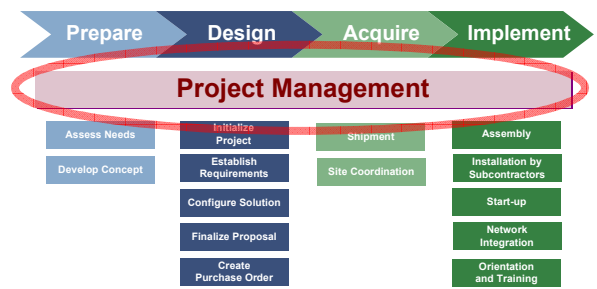 Prepare Design Acquire Implement
Project Management
Assess Needs
Develop Concept
Initialize
Project
Establish
Requirements
Configure Solution
Finalize Proposal
Create
Purchase Order
Shipment
Site Coordination
Assembly
Installation by
Subcontractors
Start-up
Network
Integration
Orientation
and Training